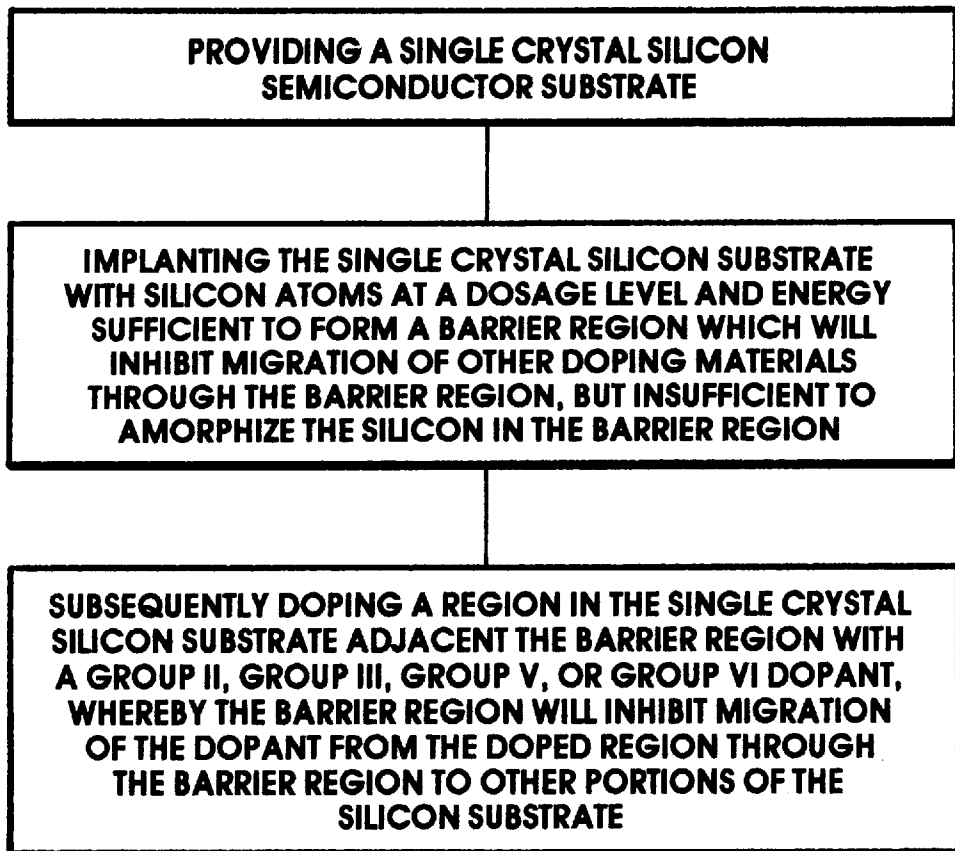 PROVIDING A SINGLE CRYSTAL SILICON
SEMICONDUCTOR SUBSTRATE
IMPLANTING THE SINGLE CRYSTAL SILICON SUBSTRATE
WITH SILICON ATOMS AT A DOSAGE LEVEL AND ENERGY
SUFFICIENT TO FORM A BARRIER REGION WHICH WILL
INHIBIT MIGRATION OF OTHER DOPING MATERIALS
THROUGH THE BARRIER REGION, BUT INSUFFICIENT TO
AMORPHIZE THE SILICON IN THE BARRIER REGION
SUBSEQUENTLY DOPING A REGION IN THE SINGLE CRYSTAL
SILICON SUBSTRATE ADJACENT THE BARRIER REGION WITH
A GROUP II, GROUP III, GROUP V, OR GROUP VI DOPANT,
WHEREBY THE BARRIER REGION WILL INHIBIT MIGRATION
OF THE DOPANT FROM THE DOPED REGION THROUGH
THE BARRIER REGION TO OTHER PORTIONS OF THE
SILICON SUBSTRATE